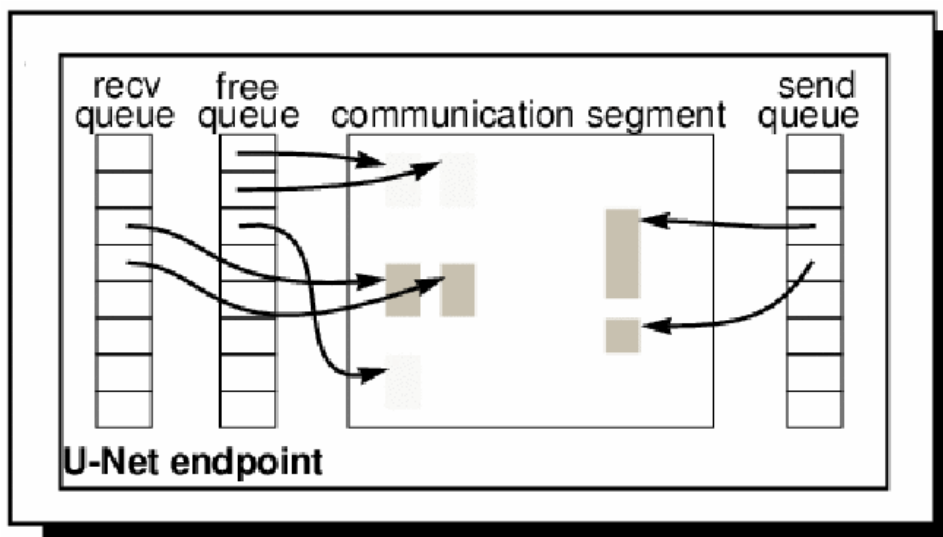 recv queue
free queue
communication segment
send queue
U-Net endpoint